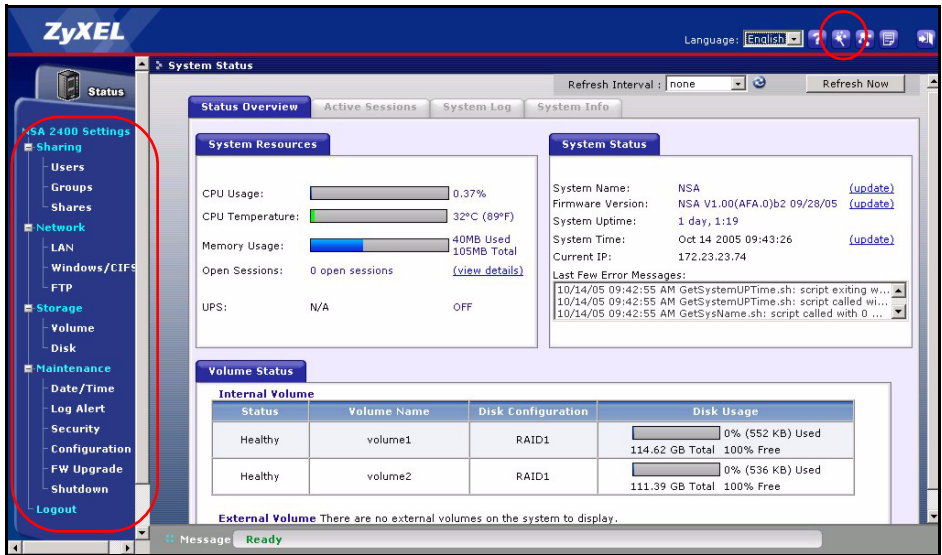 ZyXEL
Language: English
Status
System Status
Refresh Interval : none
Refresh Now
Status Overview
Active Sessions
System Log
System Info
NSA 2400 Settings
Sharing
Users
Groups
Shares
Network
LAN
Windows/CIFS
FTP
Storage
Volume
Disk
Maintenance
Date/Time
Log Alert
Security
Configuration
FW Upgrade
Shutdown
Logout
System Resources
CPU Usage: 0.37%
CPU Temperature: 32°C (89°F)
Memory Usage: 40MB Used
105MB Total
Open Sessions: 0 open sessions (view details)
UPS: N/A OFF
System Status
System Name: NSA (update)
Firmware Version: NSA V1.00(AFA.0)b2 09/28/05 (update)
System Uptime: 1 day, 1:19
System Time: Oct 14 2005 09:43:26 (update)
Current IP: 172.23.23.74
Last Few Error Messages:
10/14/05 09:42:55 AM GetSystemUPTime.sh: script exiting w...
10/14/05 09:42:55 AM GetSystemUPTime.sh: script called wi...
10/14/05 09:42:55 AM GetSysName.sh: script called with 0 ...
Volume Status
Internal Volume
Status Volume Name Disk Configuration Disk Usage
Healthy volume1 RAID1 0% (552 KB) Used
114.62 GB Total 100% Free
Healthy volume2 RAID1 0% (536 KB) Used
111.39 GB Total 100% Free
External Volume There are no external volumes on the system to display.
Message Ready